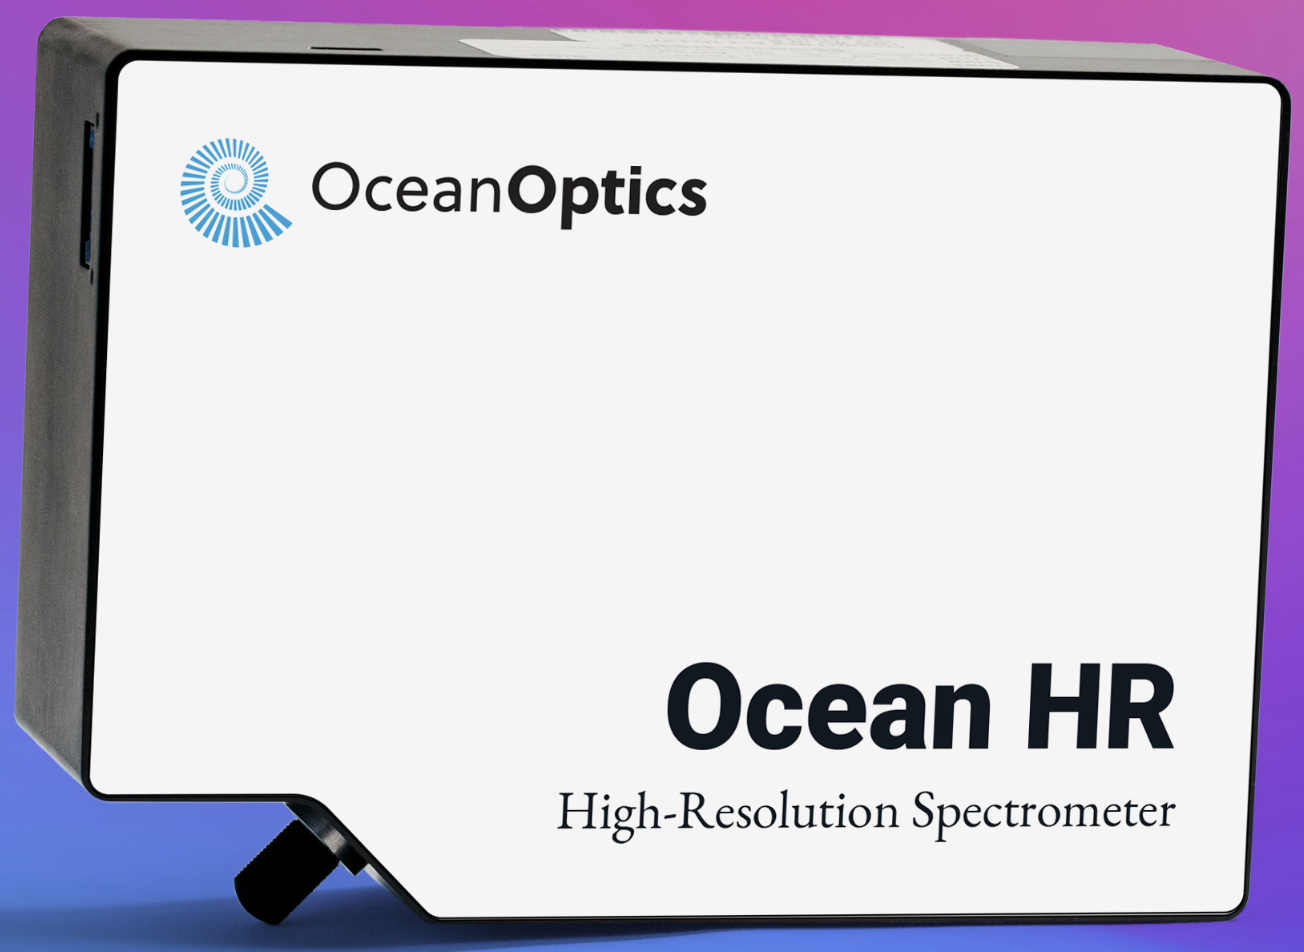 OceanOptics
Ocean HR
High-Resolution Spectrometer